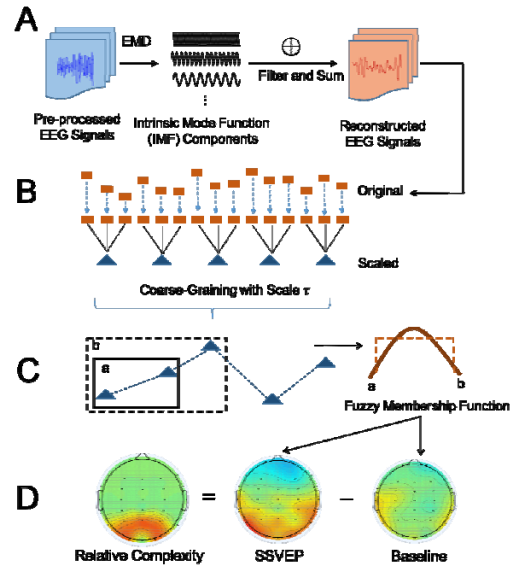 A
EMD
Filter and Sum
Pre-processed
EEG Signals
Intrinsic Mode Function
(IMF) Components
Reconstructed
EEG Signals
B
Original
Scaled
Coarse-Graining with Scale τ
C
b
a
a
b
Fuzzy Membership Function
D
=
–
Relative Complexity
SSVEP
Baseline